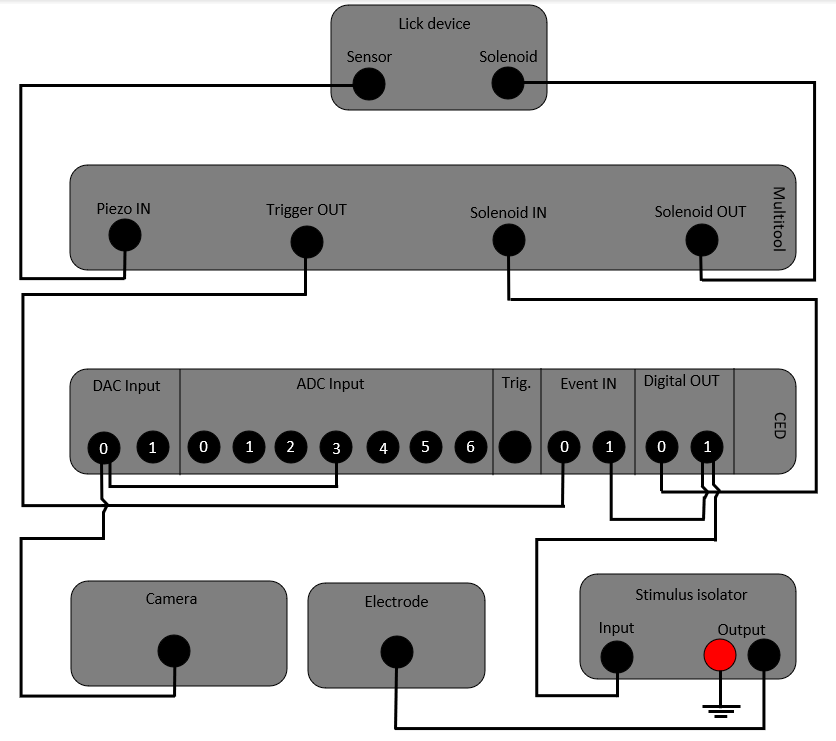 Lick device
Sensor
Solenoid
Piezo IN
Trigger OUT
Solenoid IN
Solenoid OUT
Multitool
DAC Input
ADC Input
Trig.
Event IN
Digital OUT
CED
0
1
0
1
2
3
4
5
6
0
1
0
1
Camera
Electrode
Stimulus isolator
Input
Output